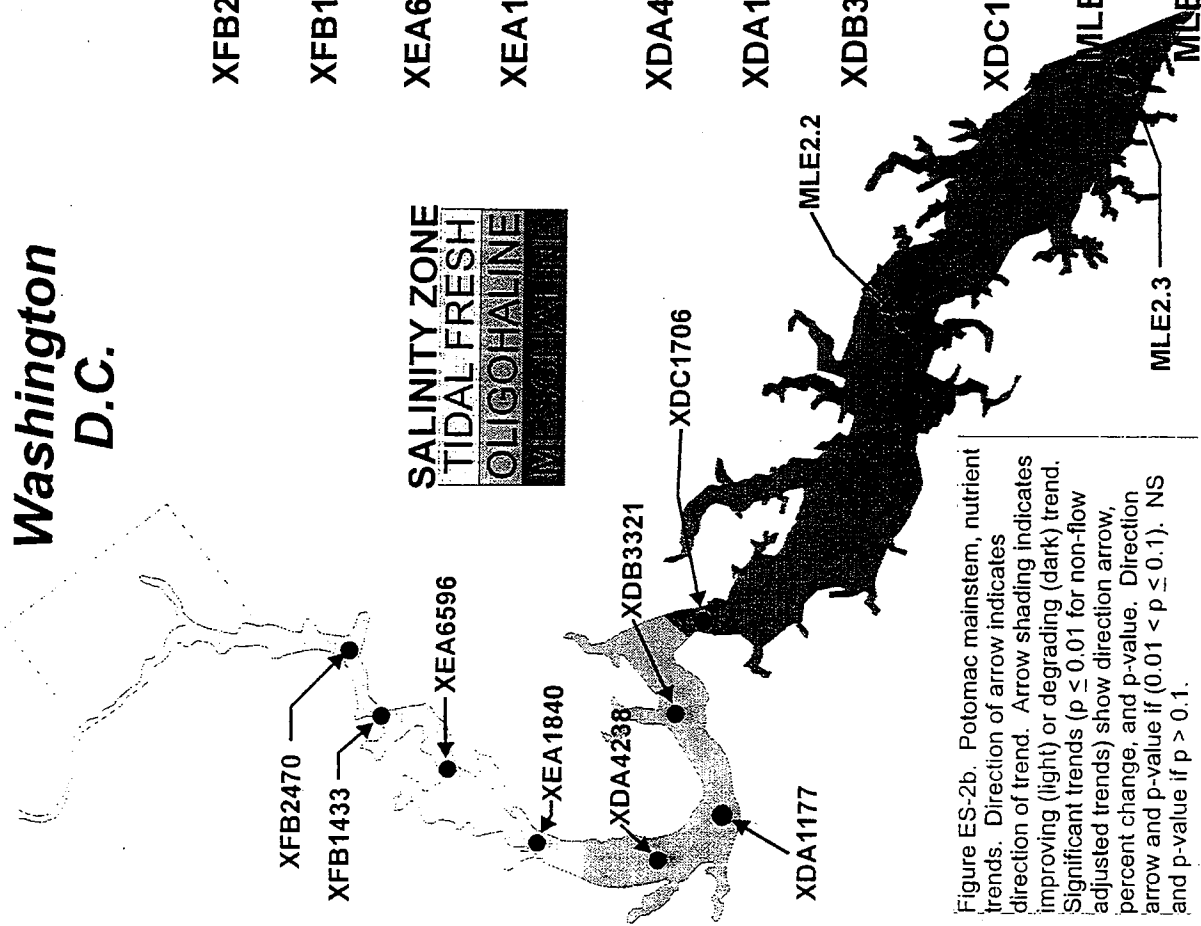 Washington
D.C.
XFB2470
XFB1433
XEA6596
XEA1840
XDA4238
XDA1177
XDB3321
XDC1706
MLE2.2
MLE2.3
SALINITY ZONE
TIDAL FRESH
OLIGOHALINE
MESOHALINE
XFB2
XFB1
XEA6
XEA1
XDA4
XDA1
XDB3
XDC1
MLE
MLE
Figure ES-2b. Potomac mainstem, nutrient
trends. Direction of arrow indicates
direction of trend. Arrow shading indicates
improving (light) or degrading (dark) trend.
Significant trends (p ≤ 0.01 for non-flow
adjusted trends) show direction arrow,
percent change, and p-value. Direction
arrow and p-value if (0.01 < p ≤ 0.1). NS
and p-value if p > 0.1.